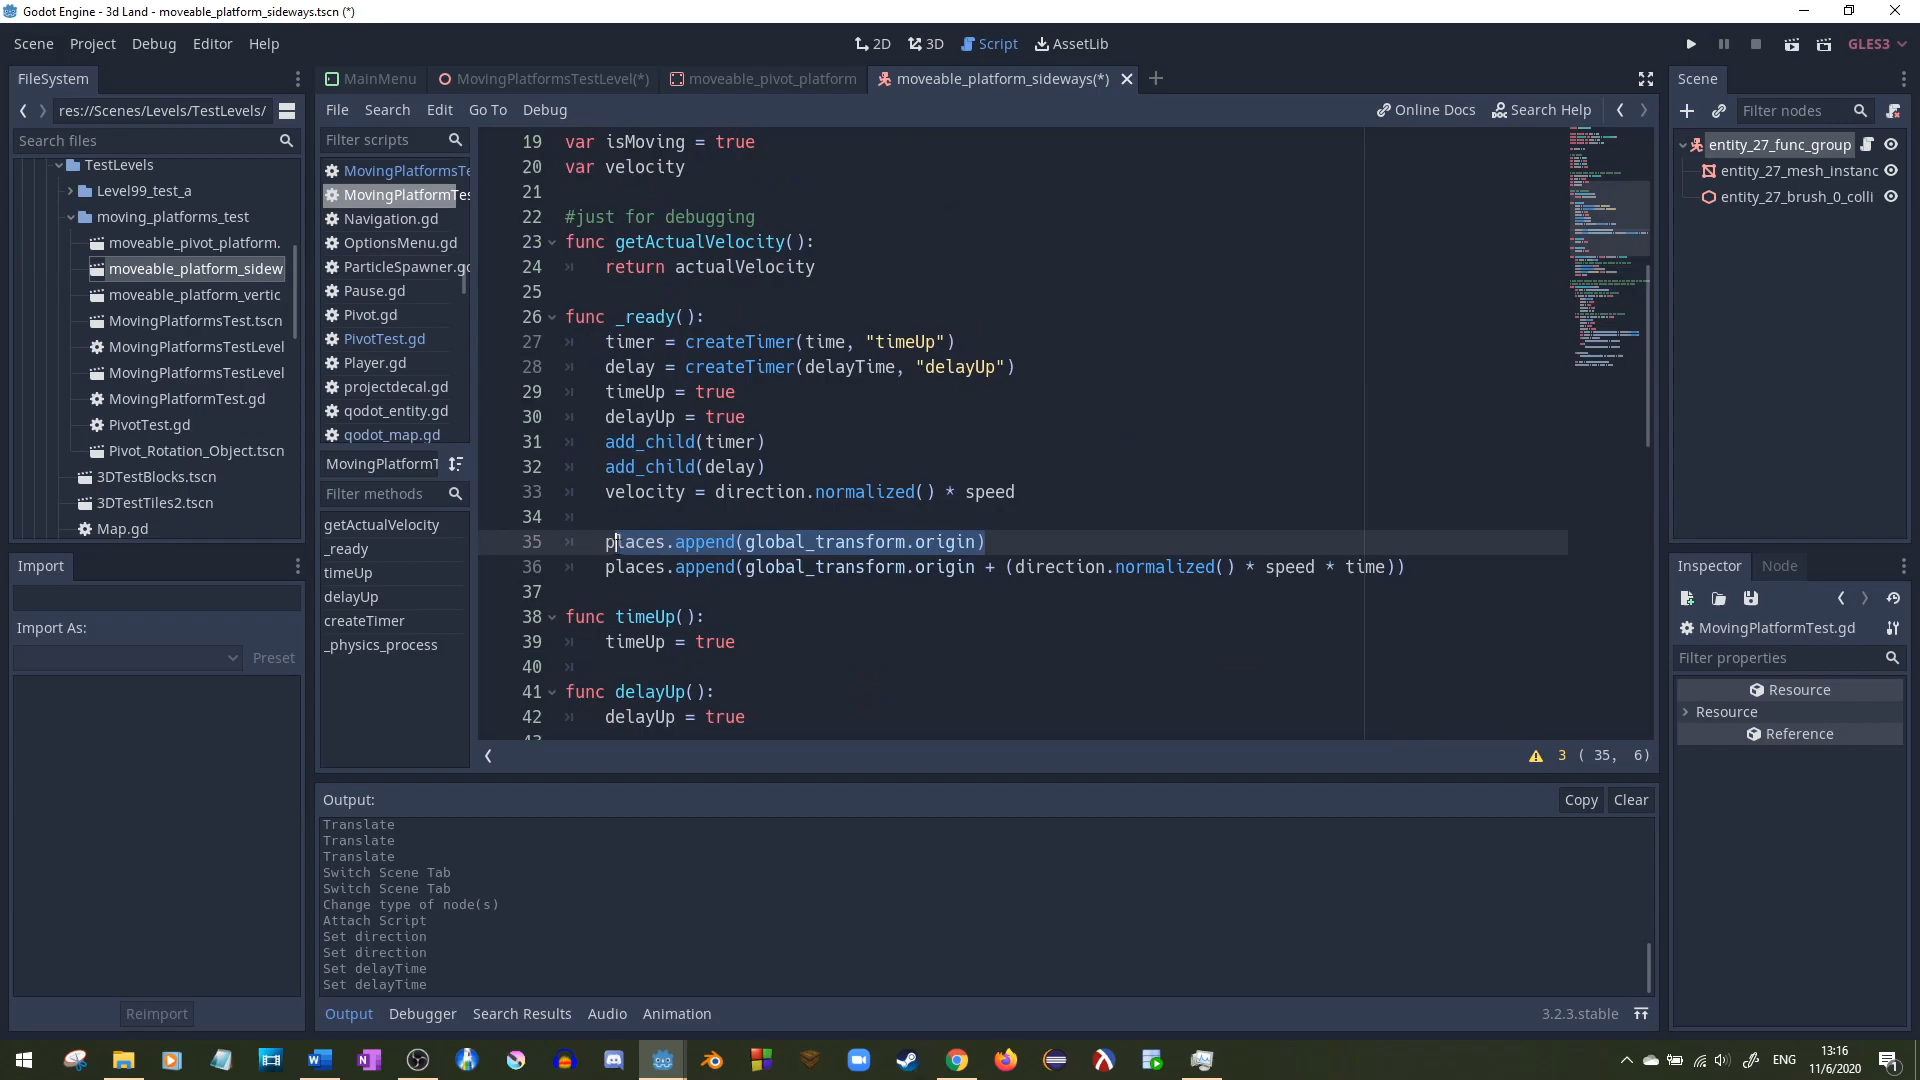 Godot Engine - 3d Land - moveable_platform_sideways.tscn (*)
Scene Project Debug Editor Help
2D 3D Script AssetLib
GLES3
FileSystem
res://Scenes/Levels/TestLevels/
Search files
TestLevels
Level99_test_a
moving_platforms_test
moveable_pivot_platform.
moveable_platform_sidew
moveable_platform_vertic
MovingPlatformsTest.tscn
MovingPlatformsTestLevel
MovingPlatformsTestLevel
MovingPlatformTest.gd
PivotTest.gd
Pivot_Rotation_Object.tscn
3DTestBlocks.tscn
3DTestTiles2.tscn
Map.gd
Import
Import As:
Preset
Reimport
MainMenu MovingPlatformsTestLevel(*) moveable_pivot_platform moveable_platform_sideways(*)
File Search Edit Go To Debug
Online Docs Search Help
Filter scripts
MovingPlatformsTe
MovingPlatformTes
Navigation.gd
OptionsMenu.gd
ParticleSpawner.gd
Pause.gd
Pivot.gd
PivotTest.gd
Player.gd
projectdecal.gd
qodot_entity.gd
qodot_map.gd
MovingPlatformT
Filter methods
getActualVelocity
_ready
timeUp
delayUp
createTimer
_physics_process
19 var isMoving = true
20 var velocity
21
22 #just for debugging
23 func getActualVelocity():
24 return actualVelocity
25
26 func _ready():
27 timer = createTimer(time, "timeUp")
28 delay = createTimer(delayTime, "delayUp")
29 timeUp = true
30 delayUp = true
31 add_child(timer)
32 add_child(delay)
33 velocity = direction.normalized() * speed
34
35 places.append(global_transform.origin)
36 places.append(global_transform.origin + (direction.normalized() * speed * time))
37
38 func timeUp():
39 timeUp = true
40
41 func delayUp():
42 delayUp = true
43
3 ( 35, 6)
Output:
Copy Clear
Translate
Translate
Translate
Switch Scene Tab
Switch Scene Tab
Change type of node(s)
Attach Script
Set direction
Set direction
Set delayTime
Set delayTime
Output Debugger Search Results Audio Animation
3.2.3.stable
Scene
Filter nodes
entity_27_func_group
entity_27_mesh_instanc
entity_27_brush_0_colli
Inspector Node
MovingPlatformTest.gd
Filter properties
Resource
Resource
Reference
ENG
13:16
11/6/2020
1